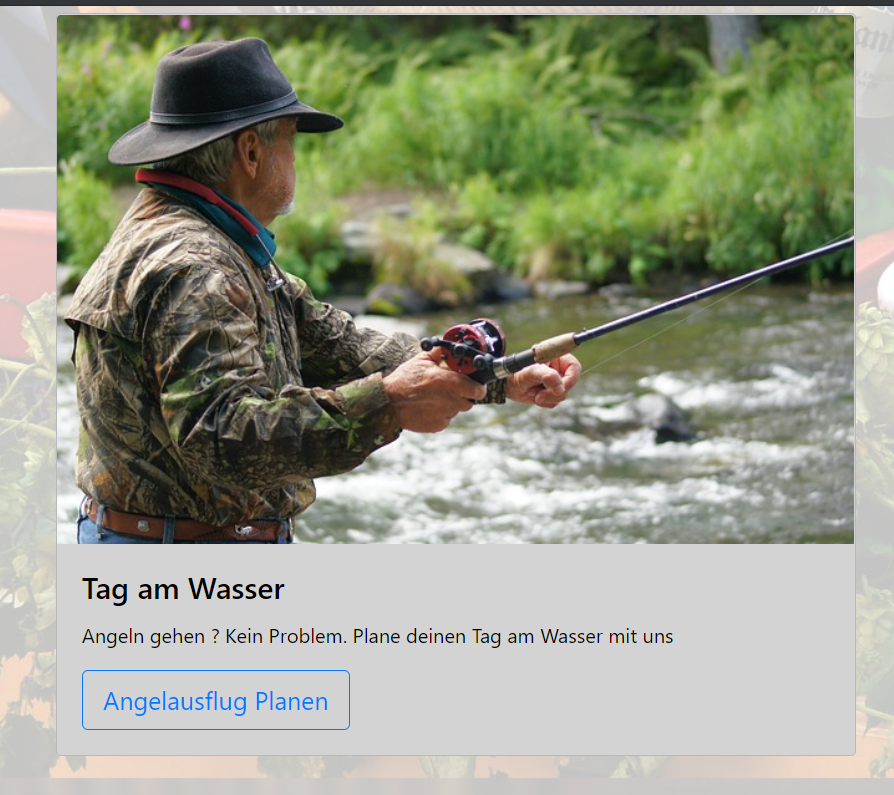 Tag am Wasser
Angeln gehen ? Kein Problem. Plane deinen Tag am Wasser mit uns
Angelausflug Planen